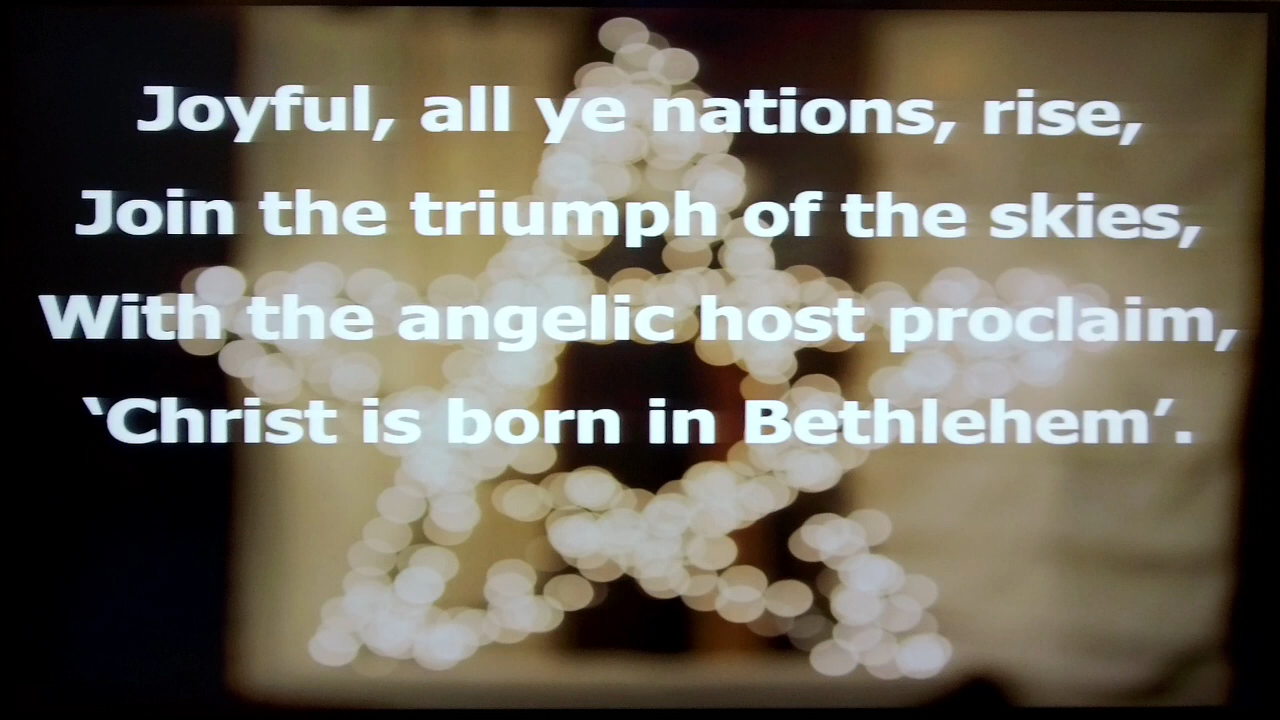 Joyful, all ye nations, rise,
Join the triumph of the skies,
With the angelic host proclaim,
‘Christ is born in Bethlehem’.